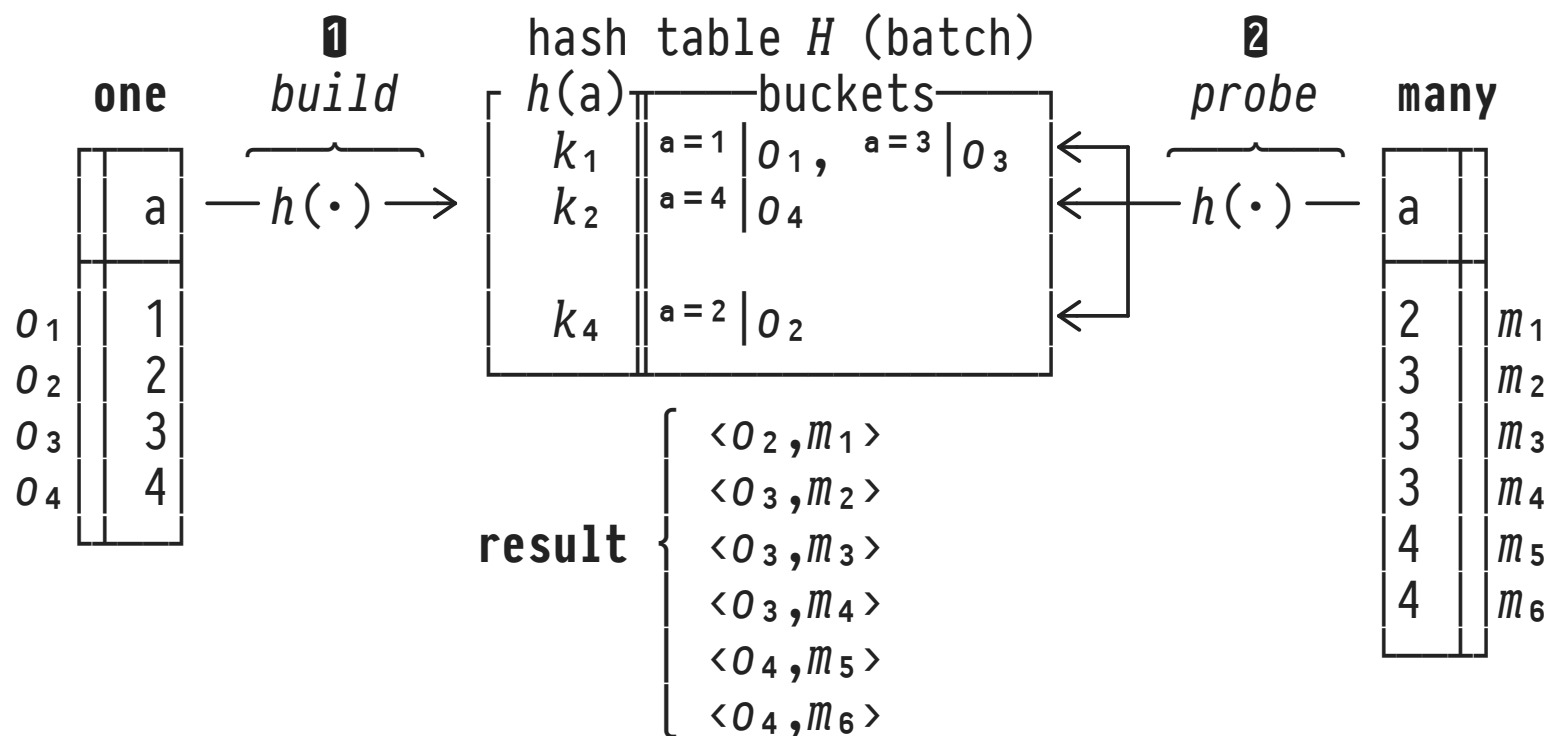 ❶ hash table H (batch) ❷
one build h(a) buckets probe many
k₁ a=1|o₁, a=3|o₃
a h(·) k₂ a=4|o₄ h(·) a
o₁ 1 k₄ a=2|o₂ 2 m₁
o₂ 2 3 m₂
o₃ 3 <o₂,m₁> 3 m₃
o₄ 4 <o₃,m₂> 3 m₄
result <o₃,m₃> 4 m₅
<o₃,m₄> 4 m₆
<o₄,m₅>
<o₄,m₆>